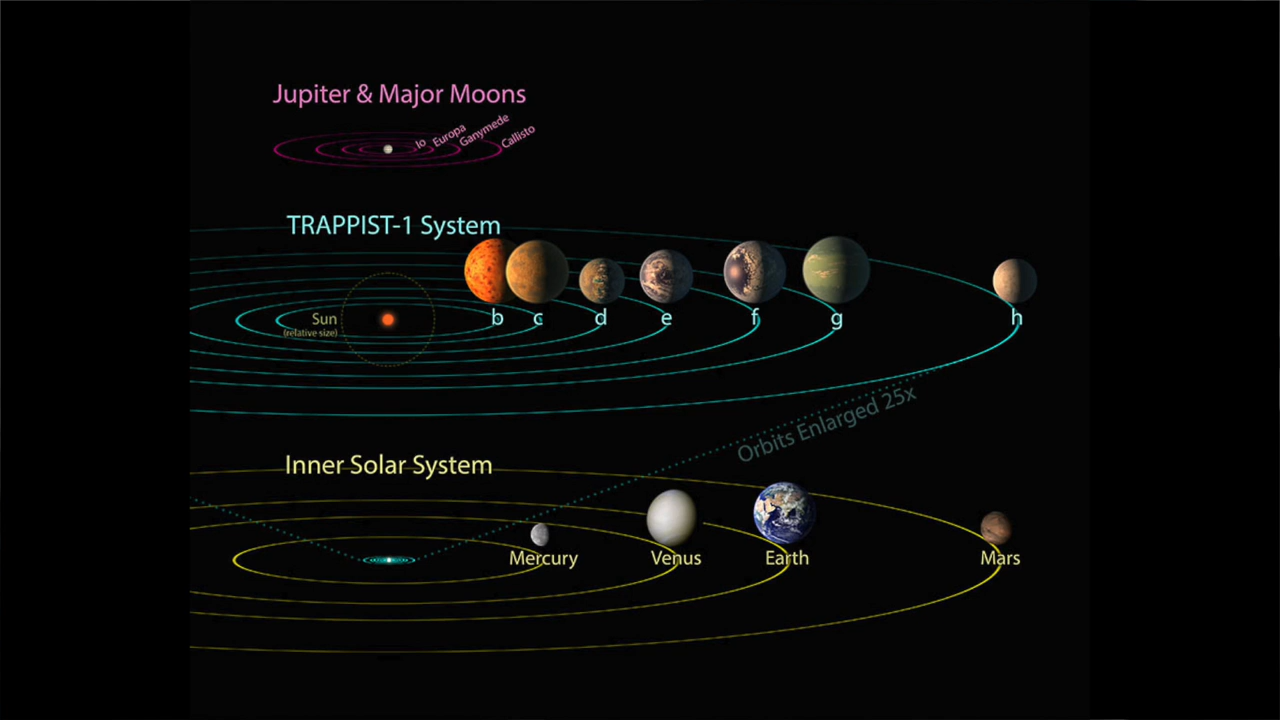 Jupiter & Major Moons
Io
Europa
Ganymede
Callisto
TRAPPIST-1 System
Sun
(relative size)
b
c
d
e
f
g
h
Orbits Enlarged 25x
Inner Solar System
Mercury
Venus
Earth
Mars